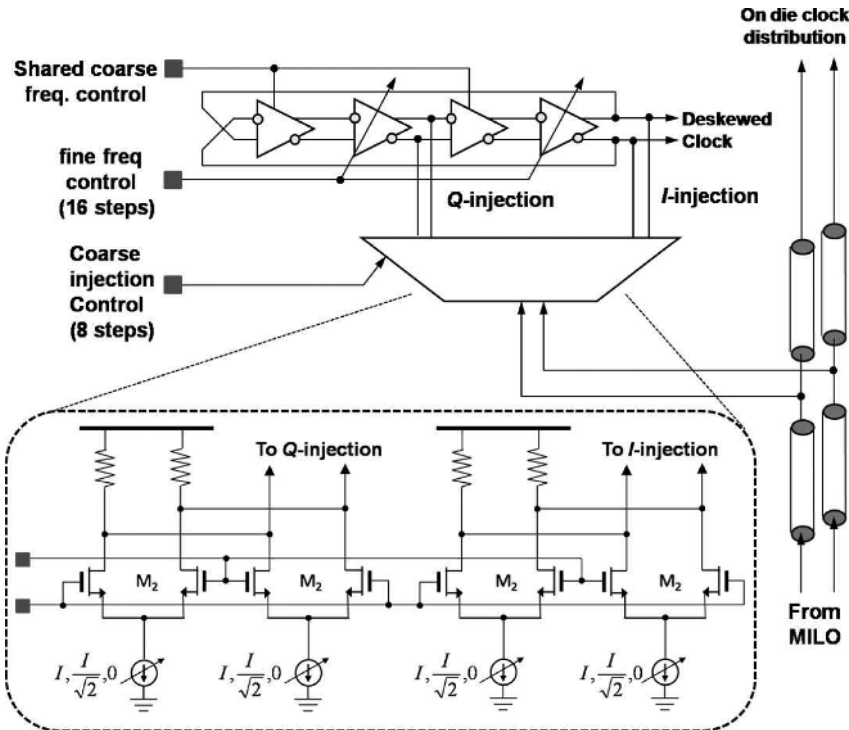 On die clock
distribution
Shared coarse
freq. control
Deskewed
Clock
fine freq
control
(16 steps)
Q-injection
I-injection
Coarse
injection
Control
(8 steps)
To Q-injection
To I-injection
M₂
M₂
M₂
M₂
From
MILO
I, I/√2, 0
I, I/√2, 0
I, I/√2, 0
I, I/√2, 0